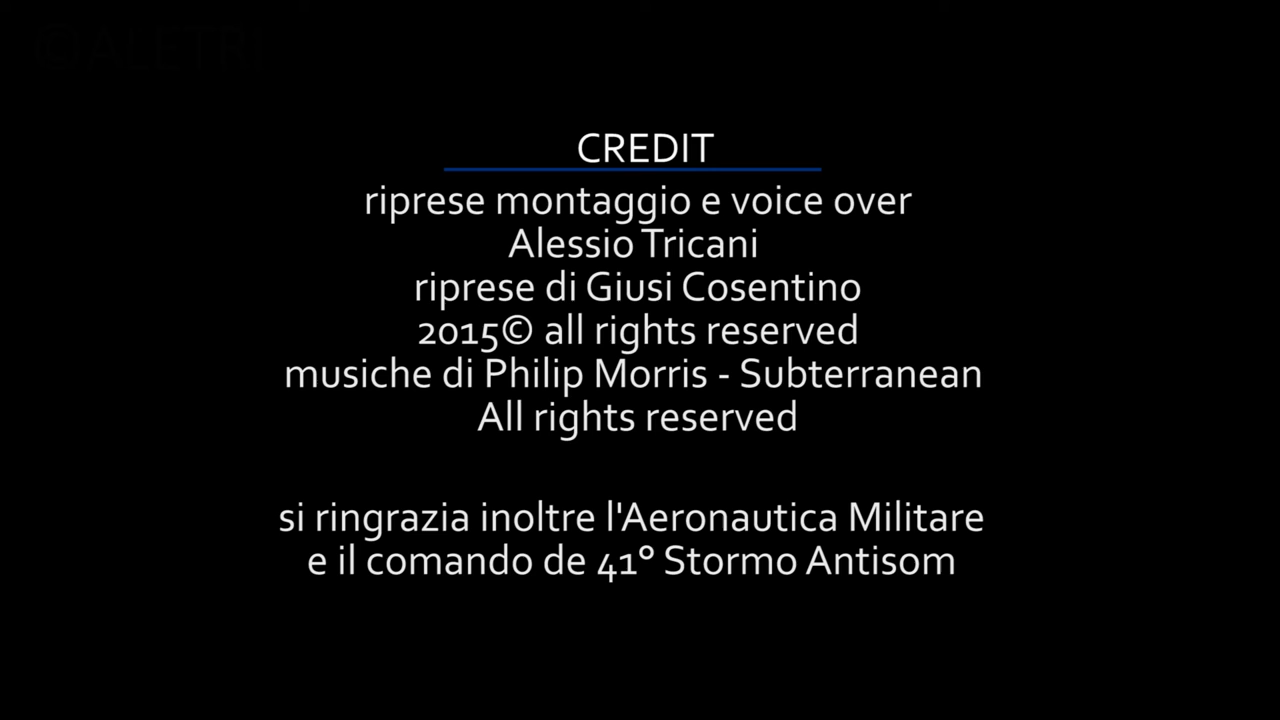 ©ALETRI
CREDIT
riprese montaggio e voice over
Alessio Tricani
riprese di Giusi Cosentino
2015© all rights reserved
musiche di Philip Morris - Subterranean
All rights reserved
si ringrazia inoltre l'Aeronautica Militare
e il comando de 41° Stormo Antisom